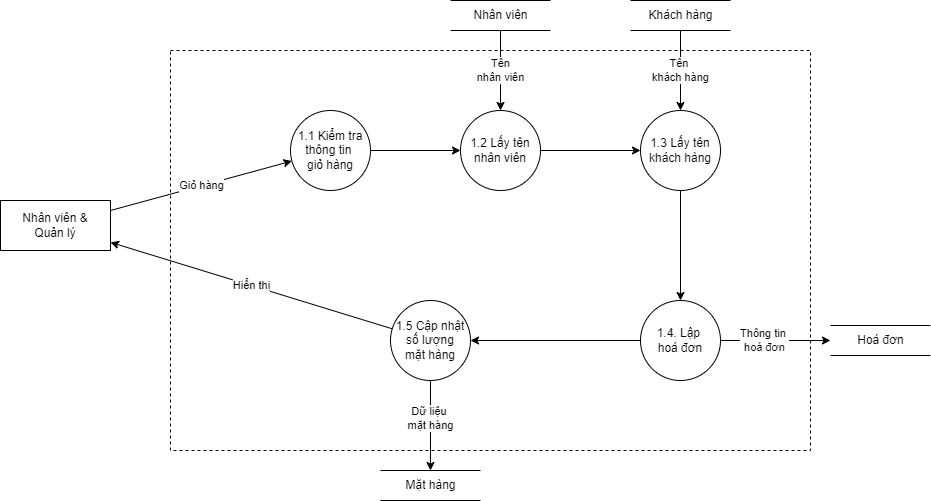 Nhân viên
Khách hàng
Tên
nhân viên
Tên
khách hàng
1.1 Kiểm tra
thông tin
giỏ hàng
1.2 Lấy tên
nhân viên
1.3 Lấy tên
khách hàng
Giỏ hàng
Nhân viên &
Quản lý
Hiển thị
1.5 Cập nhật
số lượng
mặt hàng
1.4. Lập
hoá đơn
Thông tin
hoá đơn
Hoá đơn
Dữ liệu
mặt hàng
Mặt hàng